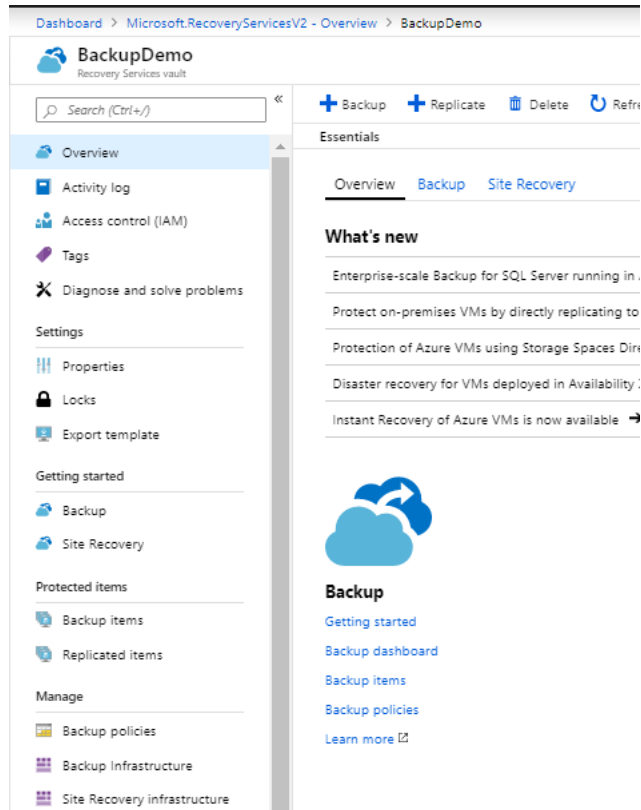 Dashboard > Microsoft.RecoveryServicesV2 - Overview > BackupDemo
BackupDemo
Recovery Services vault
Search (Ctrl+/)
«
Overview
Activity log
Access control (IAM)
Tags
Diagnose and solve problems
Settings
Properties
Locks
Export template
Getting started
Backup
Site Recovery
Protected items
Backup items
Replicated items
Manage
Backup policies
Backup Infrastructure
Site Recovery infrastructure
Backup Replicate Delete Refre
Essentials
Overview Backup Site Recovery
What's new
Enterprise-scale Backup for SQL Server running in
Protect on-premises VMs by directly replicating to
Protection of Azure VMs using Storage Spaces Dire
Disaster recovery for VMs deployed in Availability
Instant Recovery of Azure VMs is now available →
Backup
Getting started
Backup dashboard
Backup items
Backup policies
Learn more